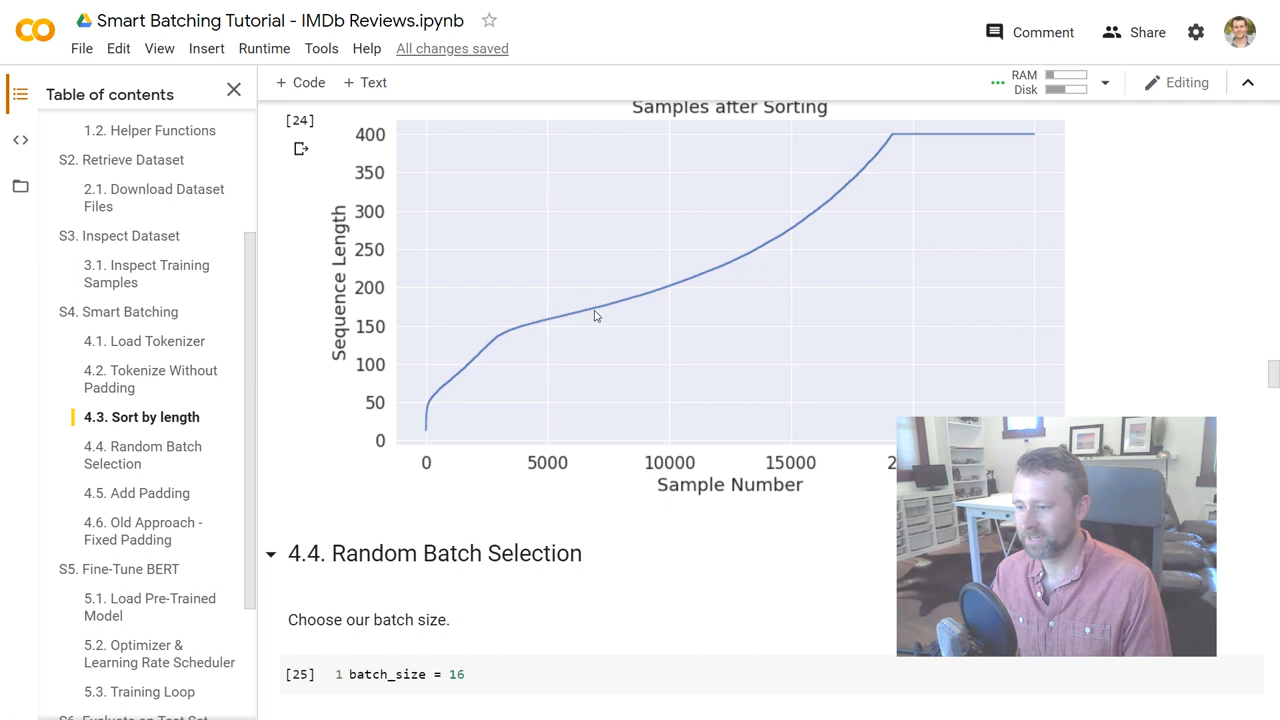 Smart Batching Tutorial - IMDb Reviews.ipynb
File Edit View Insert Runtime Tools Help All changes saved
Comment Share
+ Code + Text
RAM
Disk
Editing
Table of contents
1.2. Helper Functions
S2. Retrieve Dataset
2.1. Download Dataset
Files
S3. Inspect Dataset
3.1. Inspect Training
Samples
S4. Smart Batching
4.1. Load Tokenizer
4.2. Tokenize Without
Padding
4.3. Sort by length
4.4. Random Batch
Selection
4.5. Add Padding
4.6. Old Approach -
Fixed Padding
S5. Fine-Tune BERT
5.1. Load Pre-Trained
Model
5.2. Optimizer &
Learning Rate Scheduler
5.3. Training Loop
[24]
Samples after Sorting
Sequence Length
400
350
300
250
200
150
100
50
0
0 5000 10000 15000 2
Sample Number
4.4. Random Batch Selection
Choose our batch size.
[25] 1 batch_size = 16